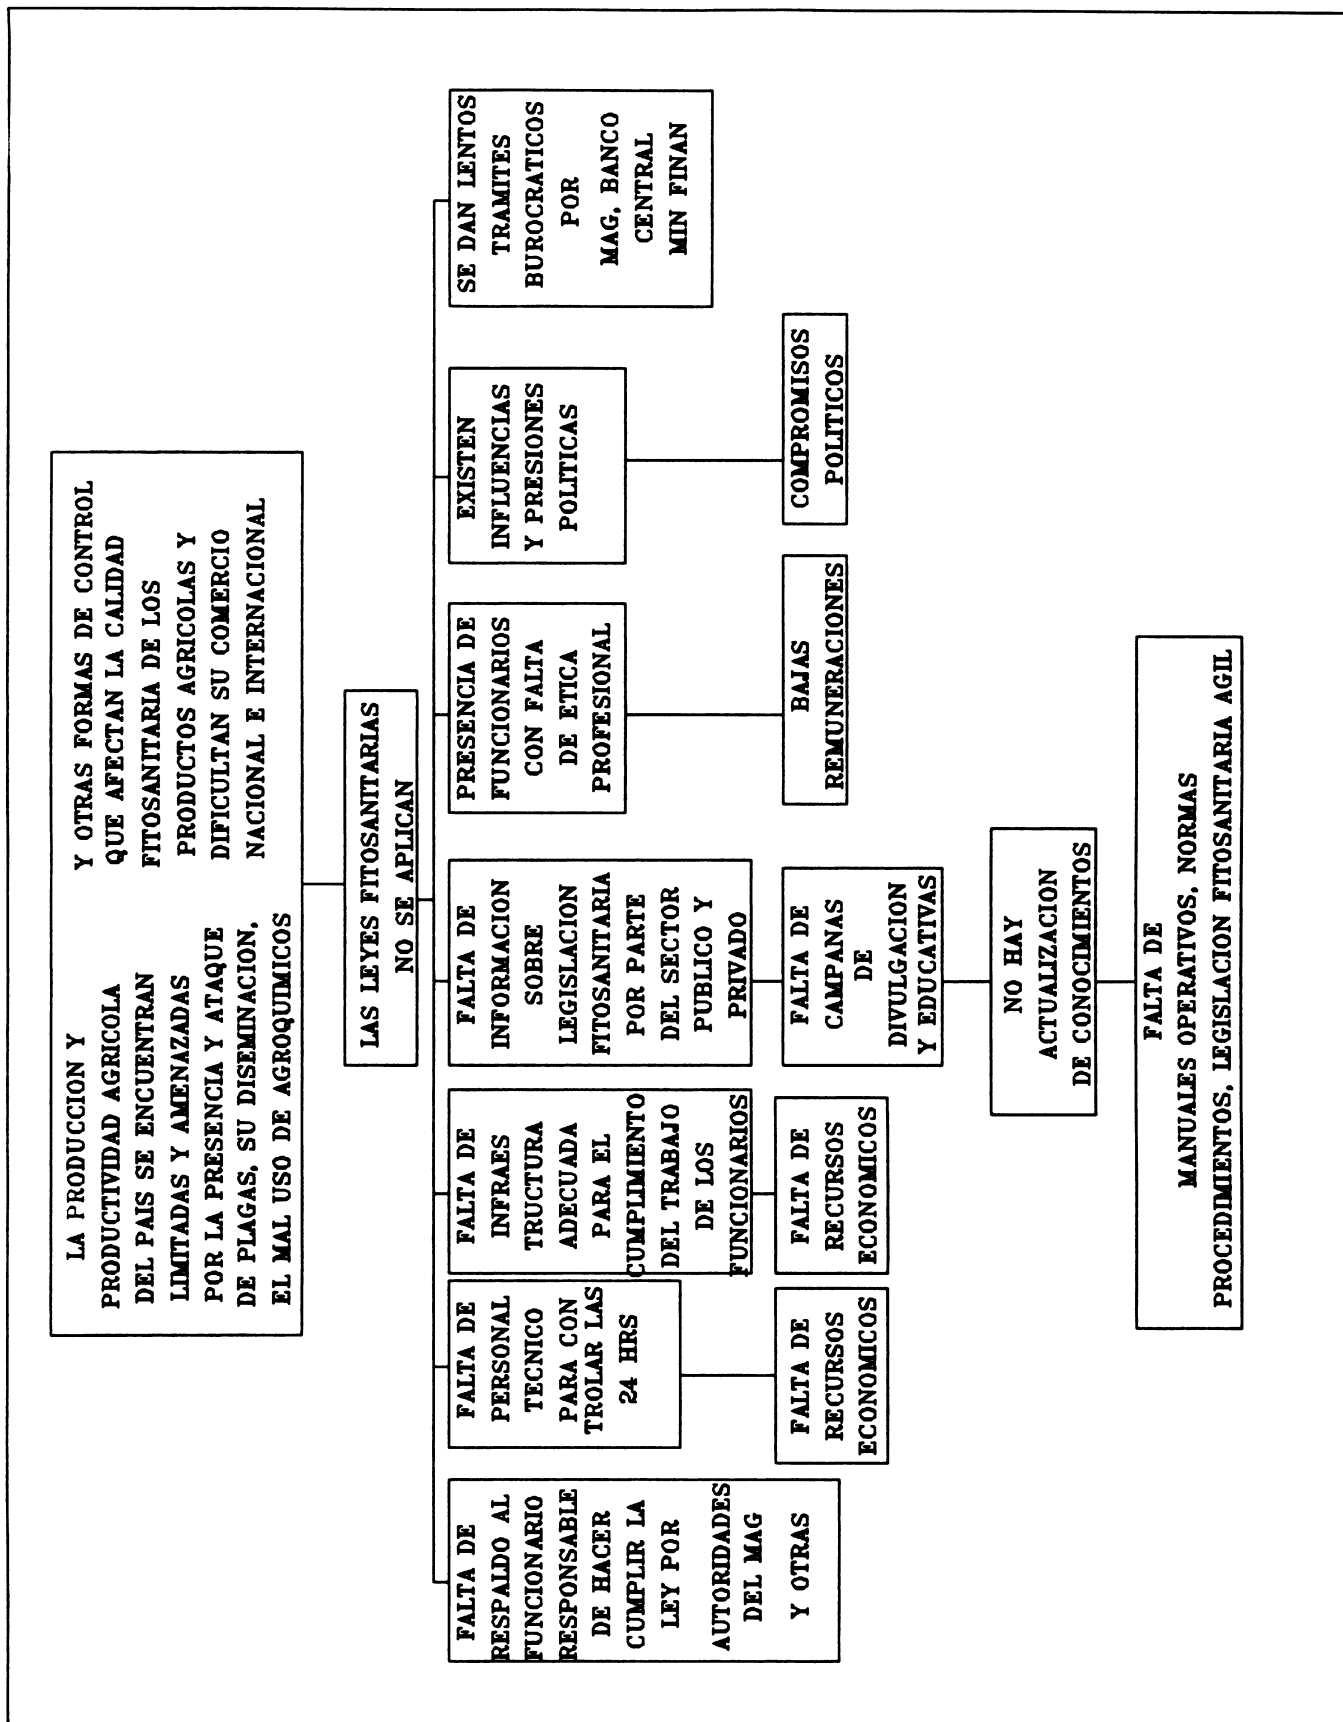 LA PRODUCCION Y
PRODUCTIVIDAD AGRICOLA
DEL PAIS SE ENCUENTRAN
LIMITADAS Y AMENAZADAS
POR LA PRESENCIA Y ATAQUE
DE PLAGAS, SU DISEMINACION,
EL MAL USO DE AGROQUIMICOS
Y OTRAS FORMAS DE CONTROL
QUE AFECTAN LA CALIDAD
FITOSANITARIA DE LOS
PRODUCTOS AGRICOLAS Y
DIFICULTAN SU COMERCIO
NACIONAL E INTERNACIONAL
LAS LEYES FITOSANITARIAS
NO SE APLICAN
FALTA DE
RESPALDO AL
FUNCIONARIO
RESPONSABLE
DE HACER
CUMPLIR LA
LEY POR
AUTORIDADES
DEL MAG
Y OTRAS
FALTA DE
PERSONAL
TECNICO
PARA CON
TROLAR LAS
24 HRS
FALTA DE
RECURSOS
ECONOMICOS
FALTA DE
INFRAES
TRUCTURA
ADECUADA
PARA EL
CUMPLIMIENTO
DEL TRABAJO
DE LOS
FUNCIONARIOS
FALTA DE
RECURSOS
ECONOMICOS
FALTA DE
INFORMACION
SOBRE
LEGISLACION
FITOSANITARIA
POR PARTE
DEL SECTOR
PUBLICO Y
PRIVADO
FALTA DE
CAMPANAS
DE
DIVULGACION
Y EDUCATIVAS
NO HAY
ACTUALIZACION
DE CONOCIMIENTOS
FALTA DE
MANUALES OPERATIVOS, NORMAS
PROCEDIMIENTOS, LEGISLACION FITOSANITARIA AGIL
PRESENCIA DE
FUNCIONARIOS
CON FALTA
DE ETICA
PROFESIONAL
BAJAS
REMUNERACIONES
EXISTEN
INFLUENCIAS
Y PRESIONES
POLITICAS
COMPROMISOS
POLITICOS
SE DAN LENTOS
TRAMITES
BUROCRATICOS
POR
MAG, BANCO
CENTRAL
MIN FINAN